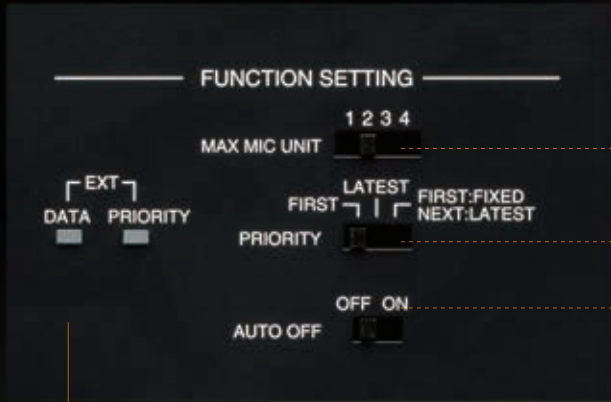 FUNCTION SETTING
1 2 3 4
MAX MIC UNIT
EXT
DATA PRIORITY
LATEST
FIRST
FIRST:FIXED
NEXT:LATEST
PRIORITY
OFF ON
AUTO OFF